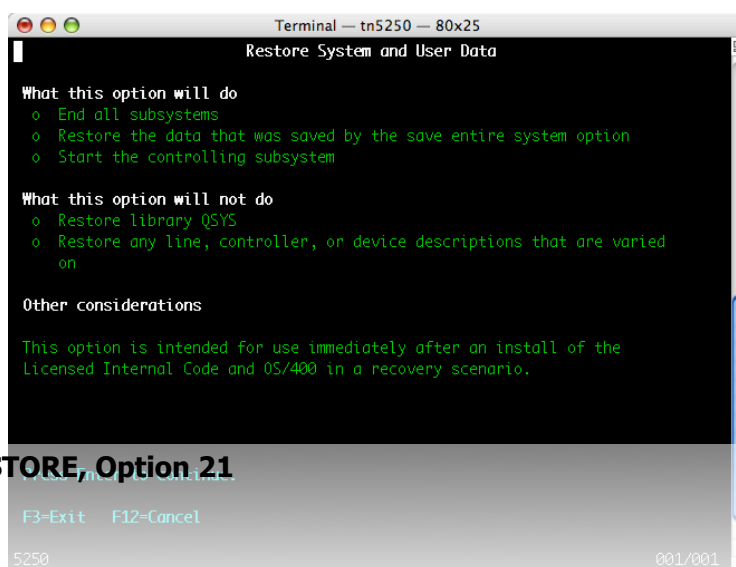 Terminal — tn5250 — 80x25
Restore System and User Data
What this option will do
o End all subsystems
o Restore the data that was saved by the save entire system option
o Start the controlling subsystem
What this option will not do
o Restore library QSYS
o Restore any line, controller, or device descriptions that are varied
on
Other considerations
This option is intended for use immediately after an install of the
Licensed Internal Code and OS/400 in a recovery scenario.
STORE, Option 21
Press Enter to continue.
F3=Exit F12=Cancel
5250 001/001